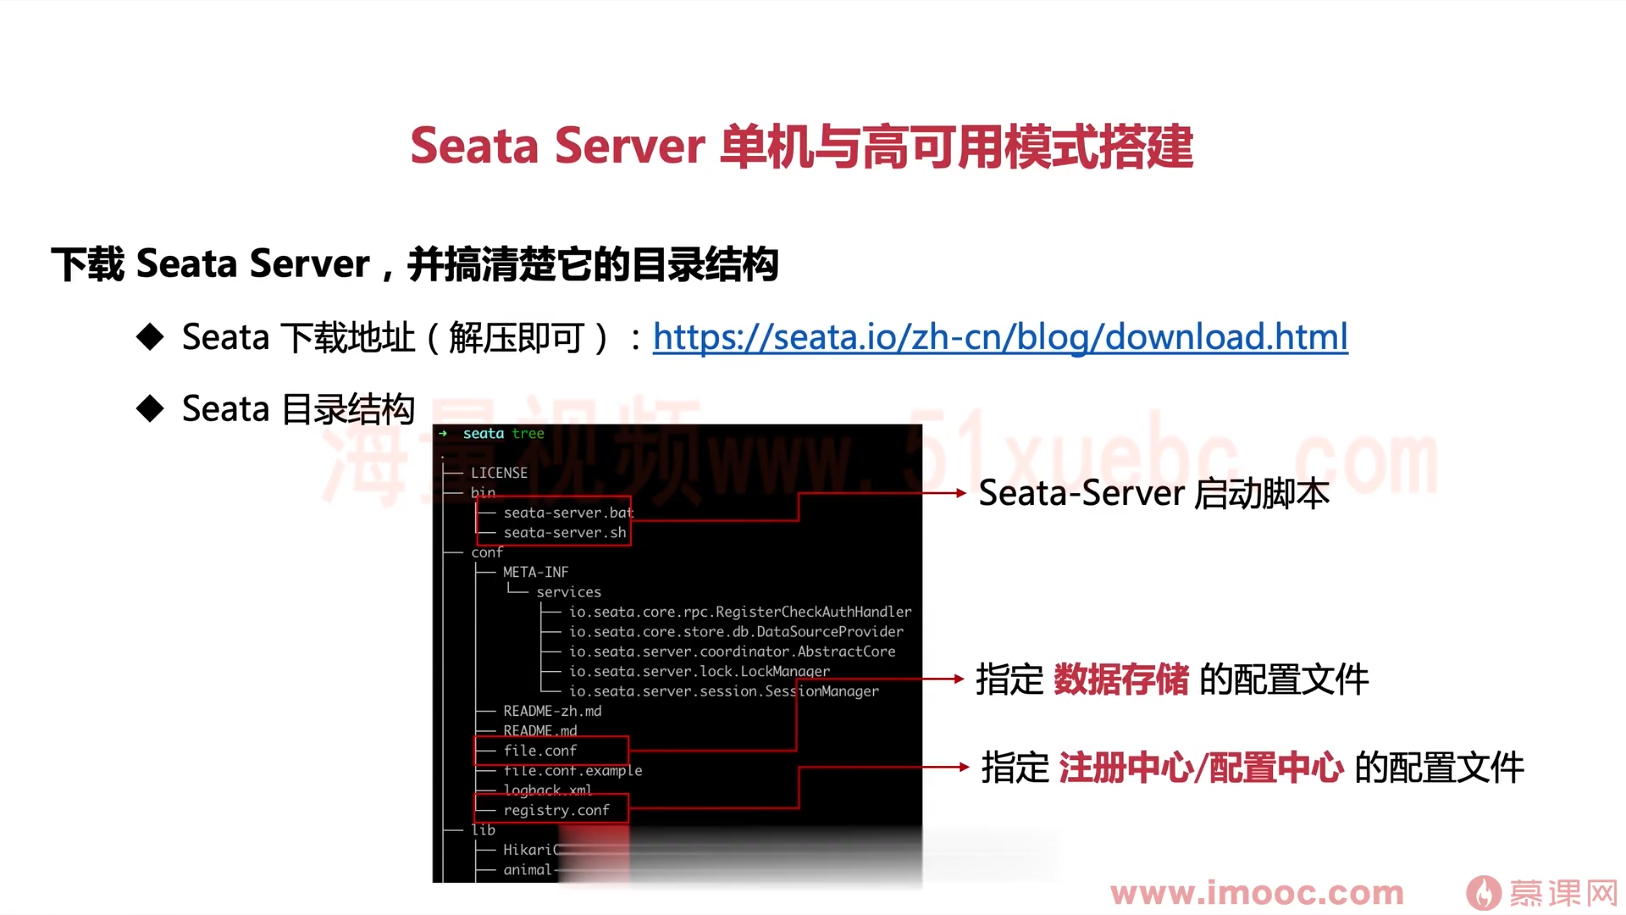 Seata Server 单机与高可用模式搭建
下载 Seata Server，并搞清楚它的目录结构
◆ Seata 下载地址（解压即可）：https://seata.io/zh-cn/blog/download.html
◆ Seata 目录结构
海量视频www.51xuebc.com
→ seata tree
.
├── LICENSE
├── bin
│   ├── seata-server.bat
│   └── seata-server.sh
Seata-Server 启动脚本
├── conf
│   ├── META-INF
│   │   └── services
│   │       ├── io.seata.core.rpc.RegisterCheckAuthHandler
│   │       ├── io.seata.core.store.db.DataSourceProvider
│   │       ├── io.seata.server.coordinator.AbstractCore
│   │       ├── io.seata.server.lock.LockManager
│   │       └── io.seata.server.session.SessionManager
指定 数据存储 的配置文件
│   ├── README-zh.md
│   ├── README.md
│   ├── file.conf
│   ├── file.conf.example
指定 注册中心/配置中心 的配置文件
│   ├── logback.xml
│   └── registry.conf
├── lib
│   ├── HikariC
│   ├── animal-
www.imooc.com
慕课网